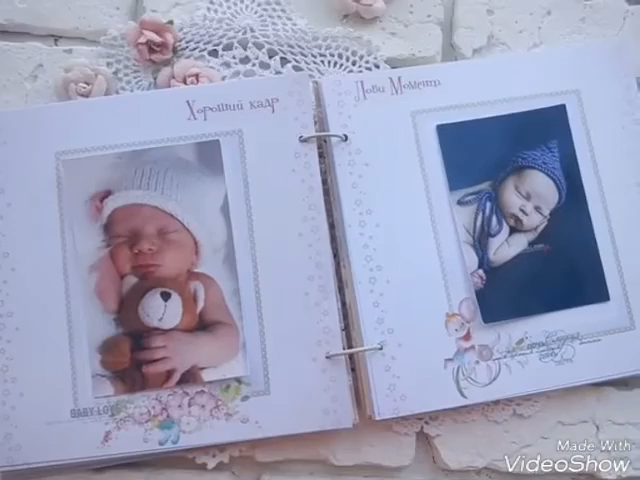 Хороший кадр
Лови Момент
BABY LOVE
Made With
VideoShow